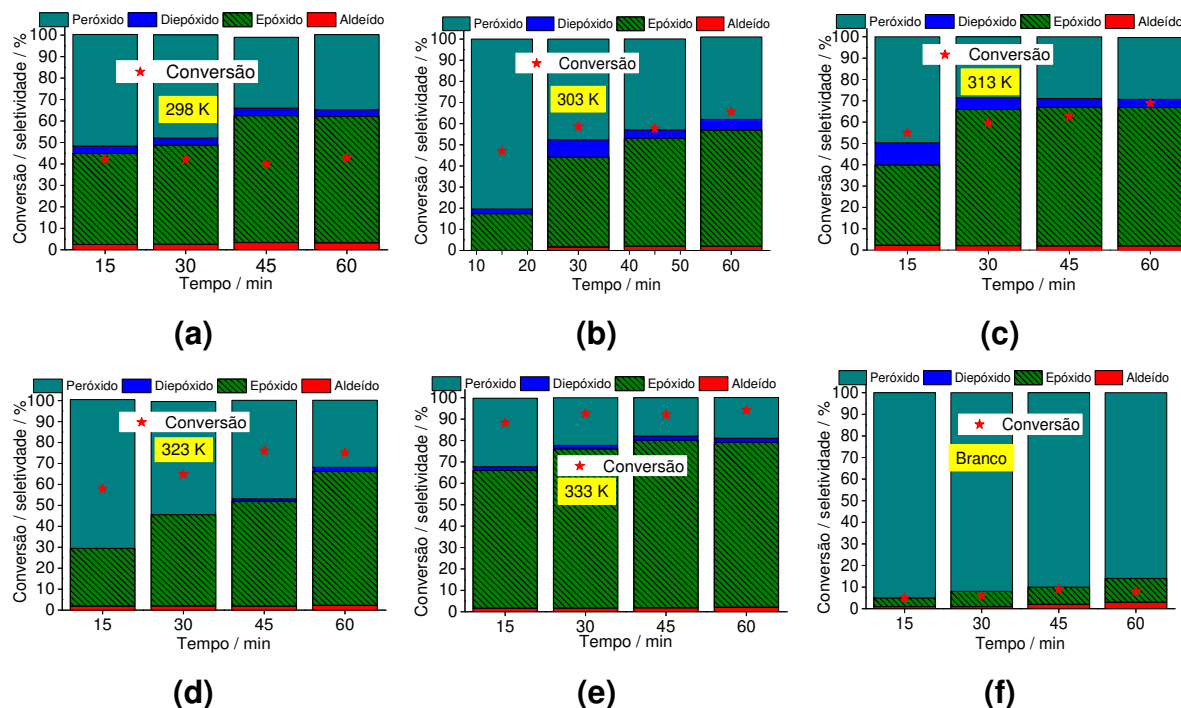 Peróxido Diepóxido Epóxido Aldeído
Conversão / seletividade / %
100
90
80
70
60
50
40
30
20
10
0
Conversão
298 K
15 30 45 60
Tempo / min
(a)
Peróxido Diepóxido Epóxido Aldeído
Conversão / seletividade / %
100
90
80
70
60
50
40
30
20
10
0
Conversão
303 K
10 20 30 40 50 60
Tempo / min
(b)
Peróxido Diepóxido Epóxido Aldeído
Conversão / seletividade / %
100
90
80
70
60
50
40
30
20
10
0
Conversão
313 K
15 30 45 60
Tempo / min
(c)
Peróxido Diepóxido Epóxido Aldeído
Conversão / seletividade / %
100
90
80
70
60
50
40
30
20
10
0
Conversão
323 K
15 30 45 60
Tempo / min
(d)
Peróxido Diepóxido Epóxido Aldeído
Conversão / seletividade / %
100
90
80
70
60
50
40
30
20
10
0
Conversão
333 K
15 30 45 60
Tempo / min
(e)
Peróxido Diepóxido Epóxido Aldeído
Conversão / seletividade / %
100
90
80
70
60
50
40
30
20
10
0
Conversão
Branco
15 30 45 60
Tempo / min
(f)